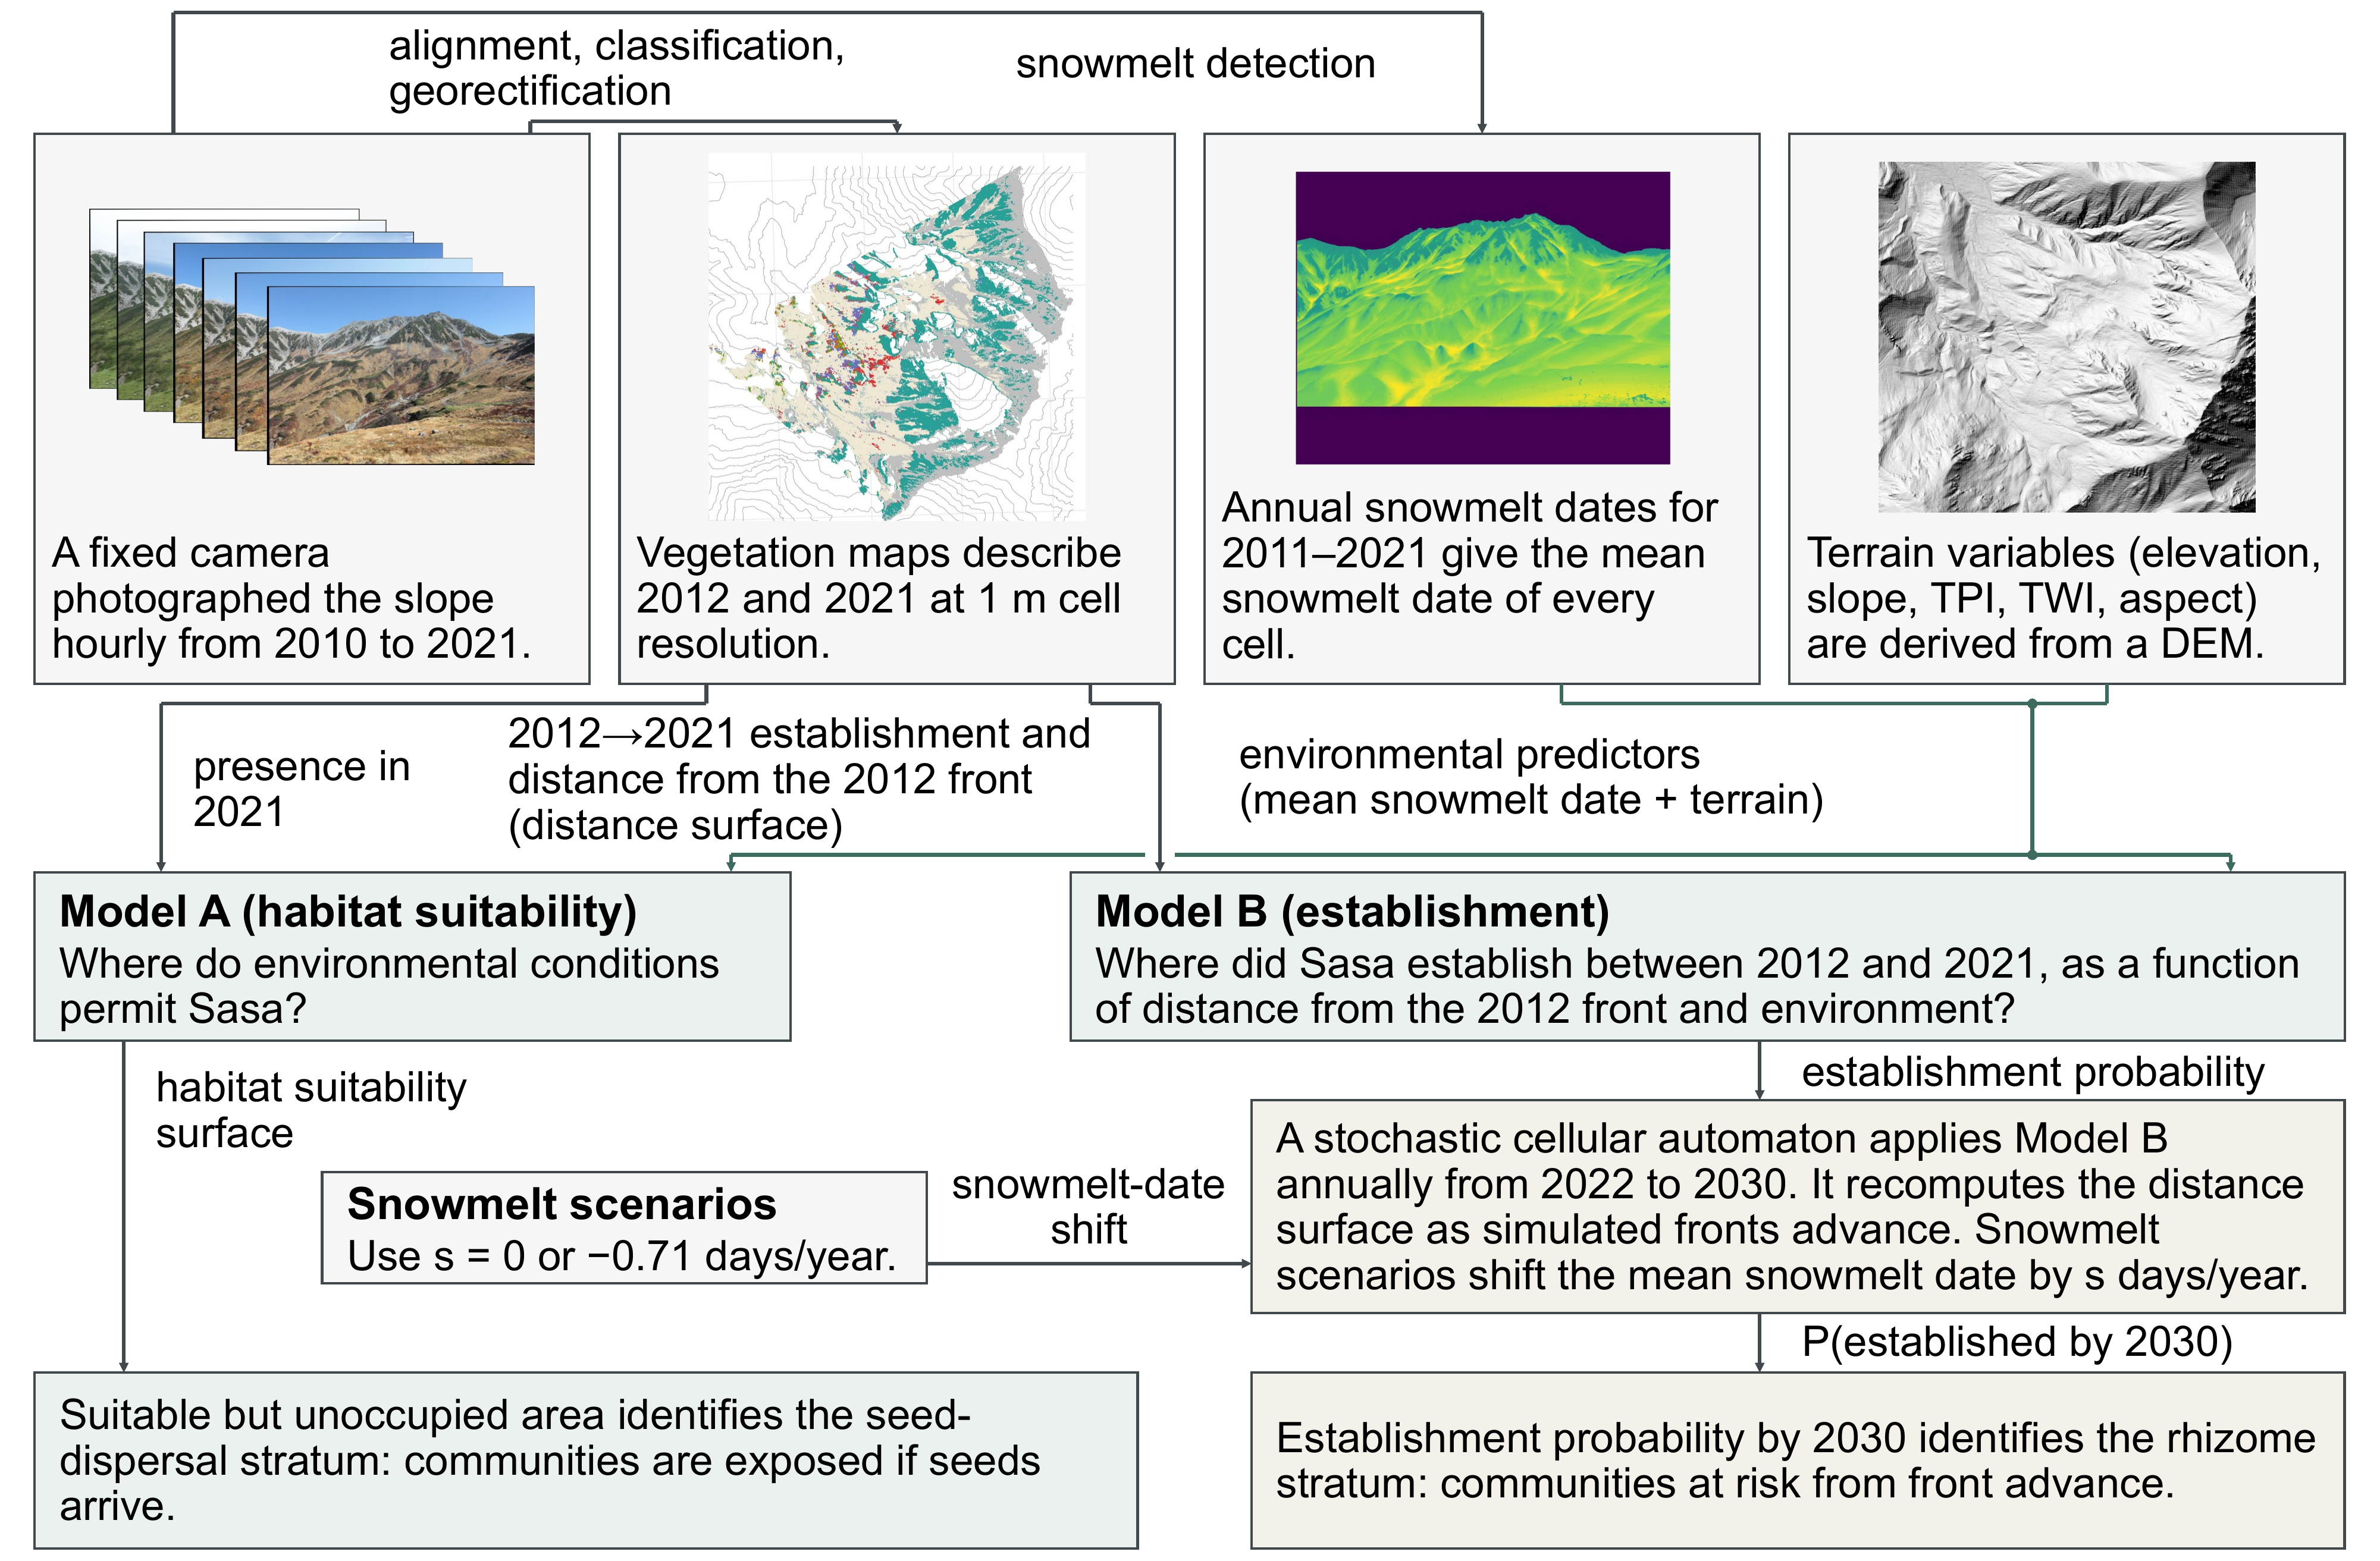 alignment, classification,
georectification
snowmelt detection
A fixed camera
photographed the slope
hourly from 2010 to 2021.
Vegetation maps describe
2012 and 2021 at 1 m cell
resolution.
Annual snowmelt dates for
2011–2021 give the mean
snowmelt date of every
cell.
Terrain variables (elevation,
slope, TPI, TWI, aspect)
are derived from a DEM.
presence in
2021
2012→2021 establishment and
distance from the 2012 front
(distance surface)
environmental predictors
(mean snowmelt date + terrain)
Model A (habitat suitability)
Where do environmental conditions
permit Sasa?
Model B (establishment)
Where did Sasa establish between 2012 and 2021, as a function
of distance from the 2012 front and environment?
habitat suitability
surface
establishment probability
Snowmelt scenarios
Use s = 0 or −0.71 days/year.
snowmelt-date
shift
A stochastic cellular automaton applies Model B
annually from 2022 to 2030. It recomputes the distance
surface as simulated fronts advance. Snowmelt
scenarios shift the mean snowmelt date by s days/year.
P(established by 2030)
Suitable but unoccupied area identifies the seed-
dispersal stratum: communities are exposed if seeds
arrive.
Establishment probability by 2030 identifies the rhizome
stratum: communities at risk from front advance.